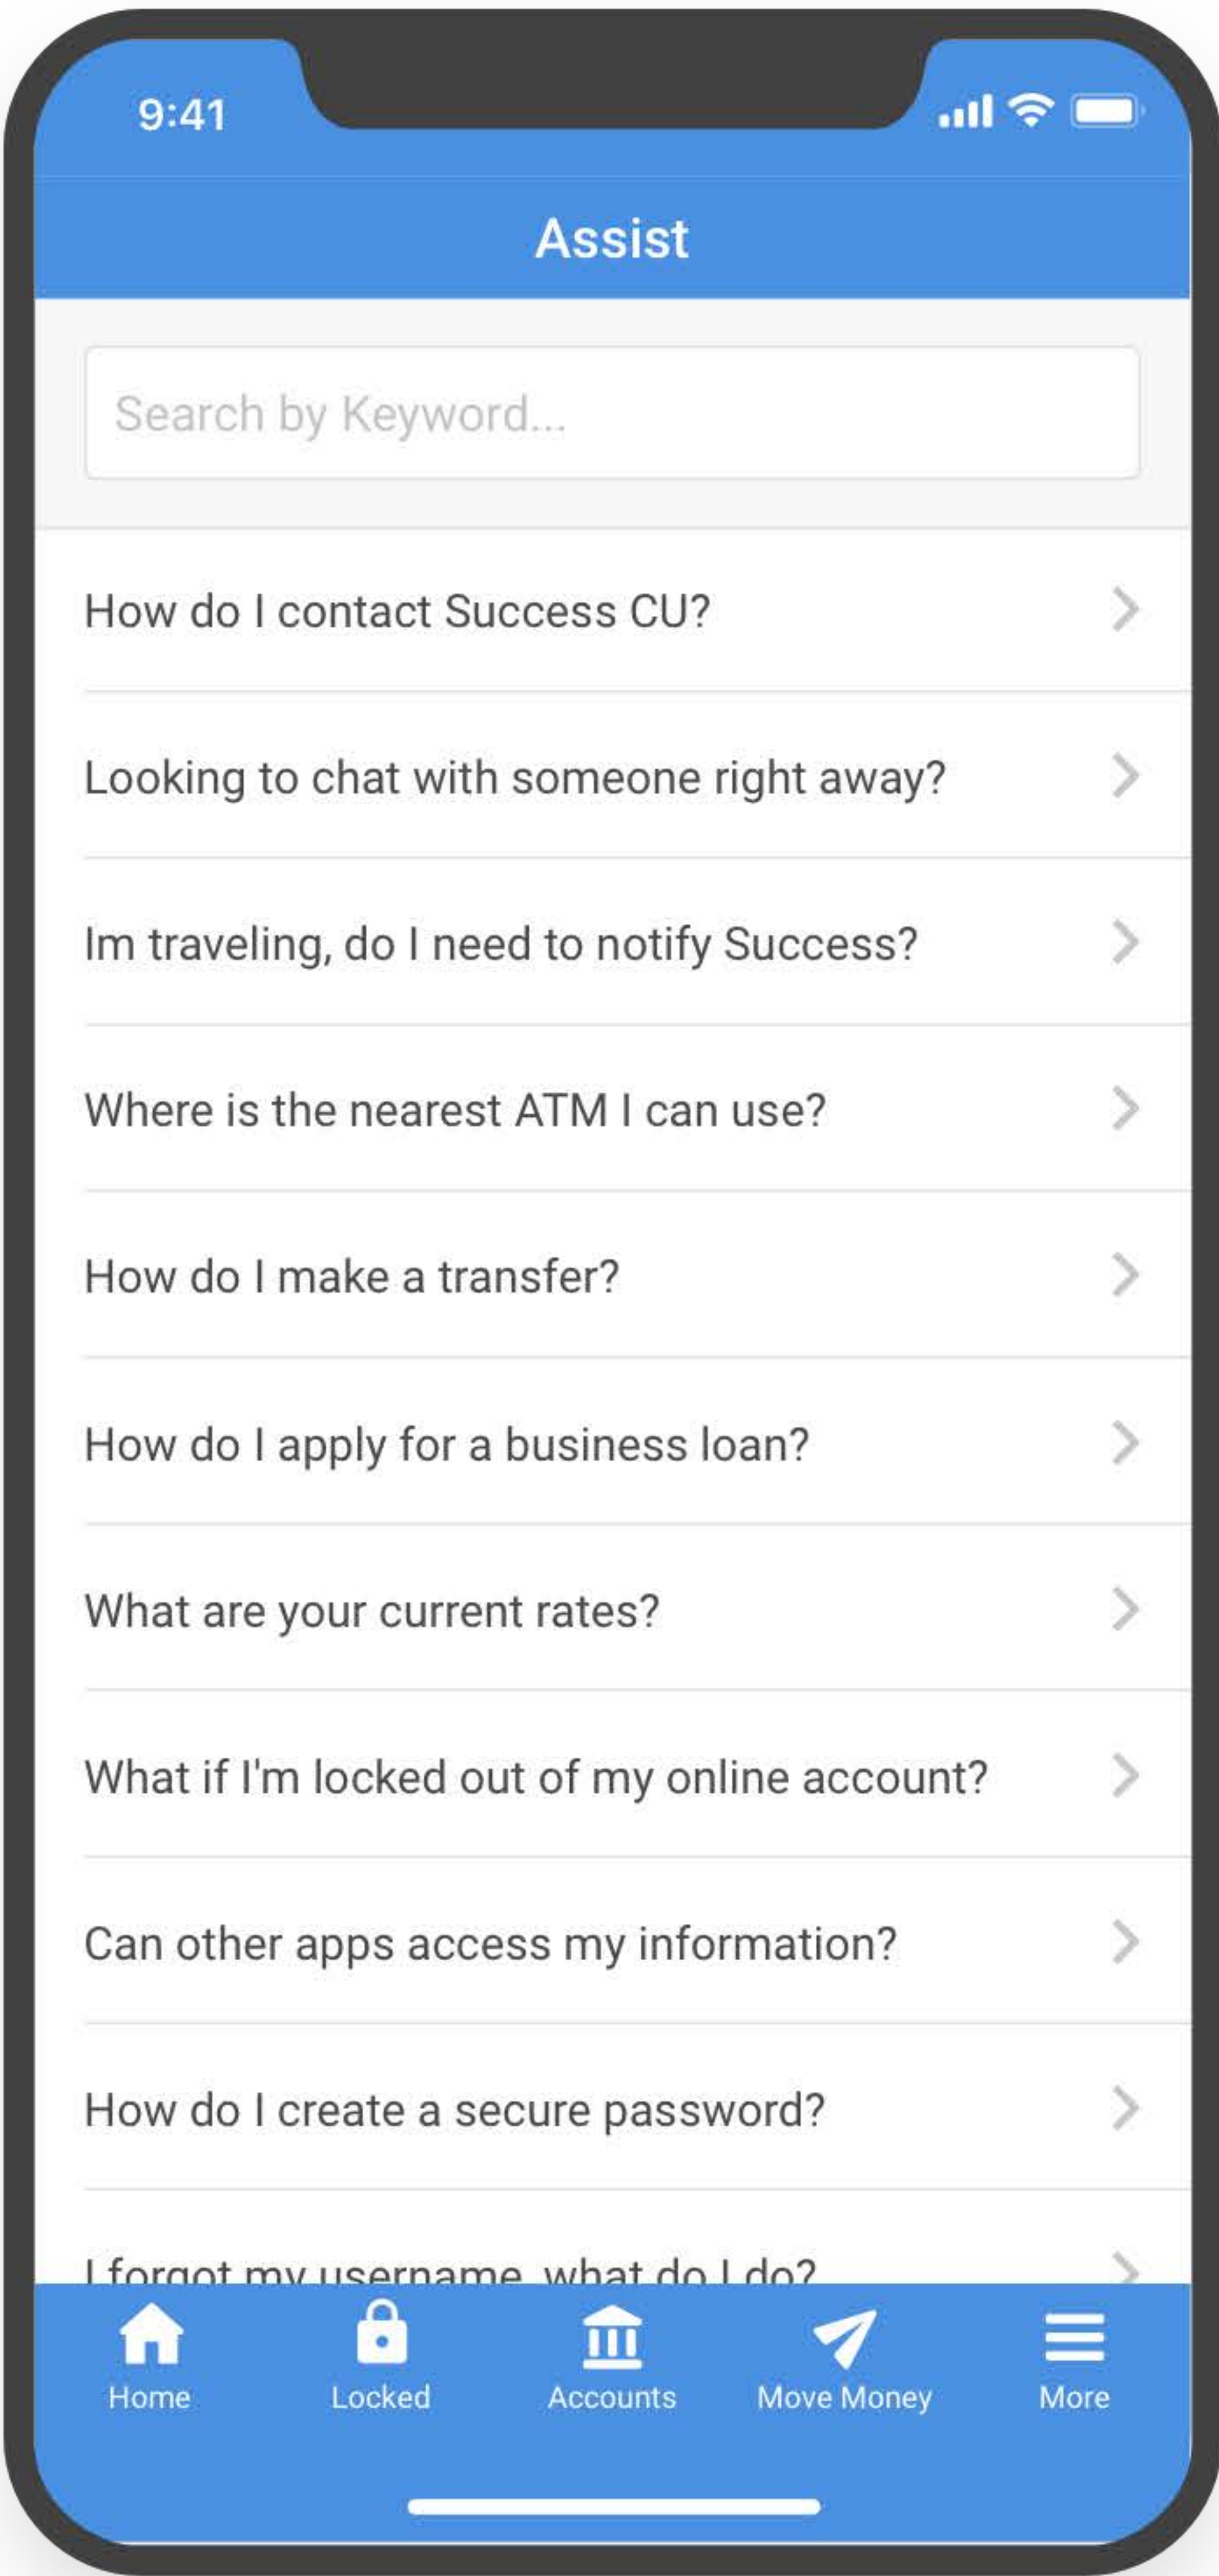 9:41
Assist
Search by Keyword...
How do I contact Success CU?
Looking to chat with someone right away?
Im traveling, do I need to notify Success?
Where is the nearest ATM I can use?
How do I make a transfer?
How do I apply for a business loan?
What are your current rates?
What if I'm locked out of my online account?
Can other apps access my information?
How do I create a secure password?
I forgot my username, what do I do?
Home
Locked
Accounts
Move Money
More